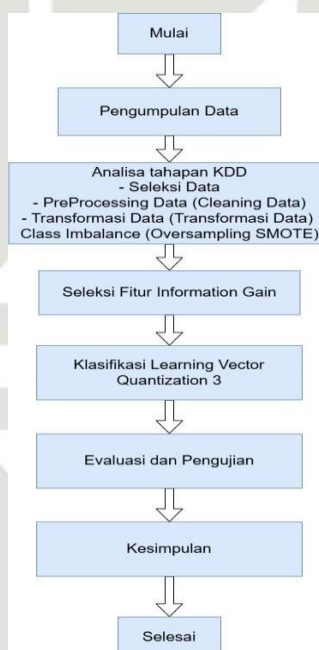 Mulai
Pengumpulan Data
Analisa tahapan KDD
- Seleksi Data
- PreProcessing Data (Cleaning Data)
- Transformasi Data (Transformasi Data)
Class Imbalance (Oversampling SMOTE)
Seleksi Fitur Information Gain
Klasifikasi Learning Vector
Quantization 3
Evaluasi dan Pengujian
Kesimpulan
Selesai